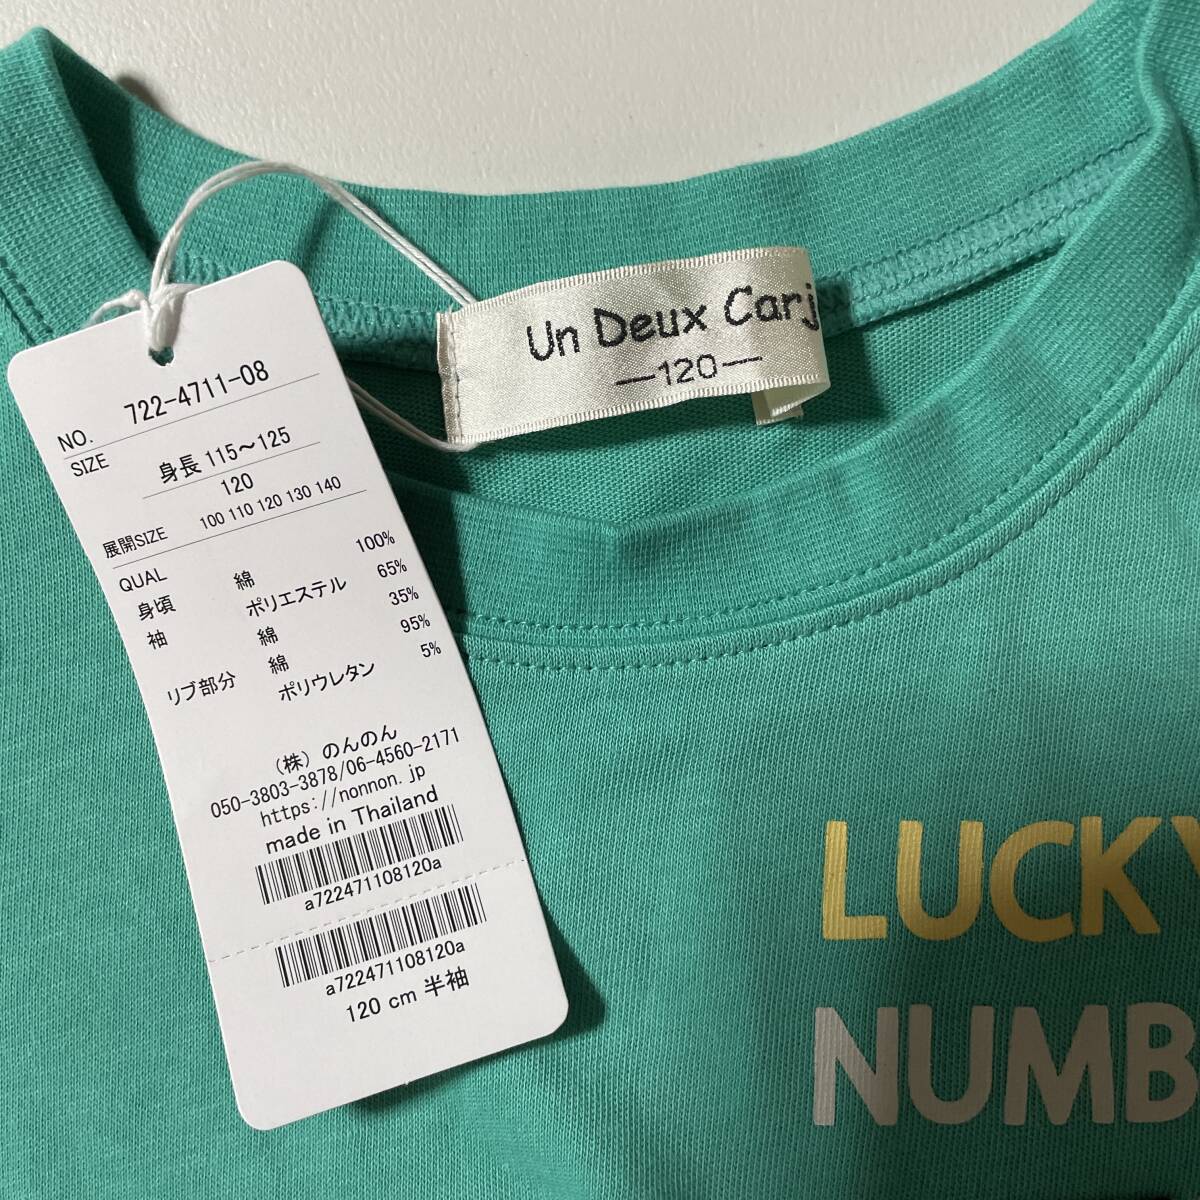 Un Deux Carj
—120—
NO. 722-4711-08
SIZE 身長 115～125
120
展開SIZE 100 110 120 130 140
QUAL
身頃 綿 100%
袖 ポリエステル 65%
綿 35%
リブ部分 綿 95%
ポリウレタン 5%
（株）のんのん
050-3803-3878/06-4560-2171
https://nonnon.jp
made in Thailand
a722471108120a
a722471108120a
120 cm 半袖
LUCKY
NUMB